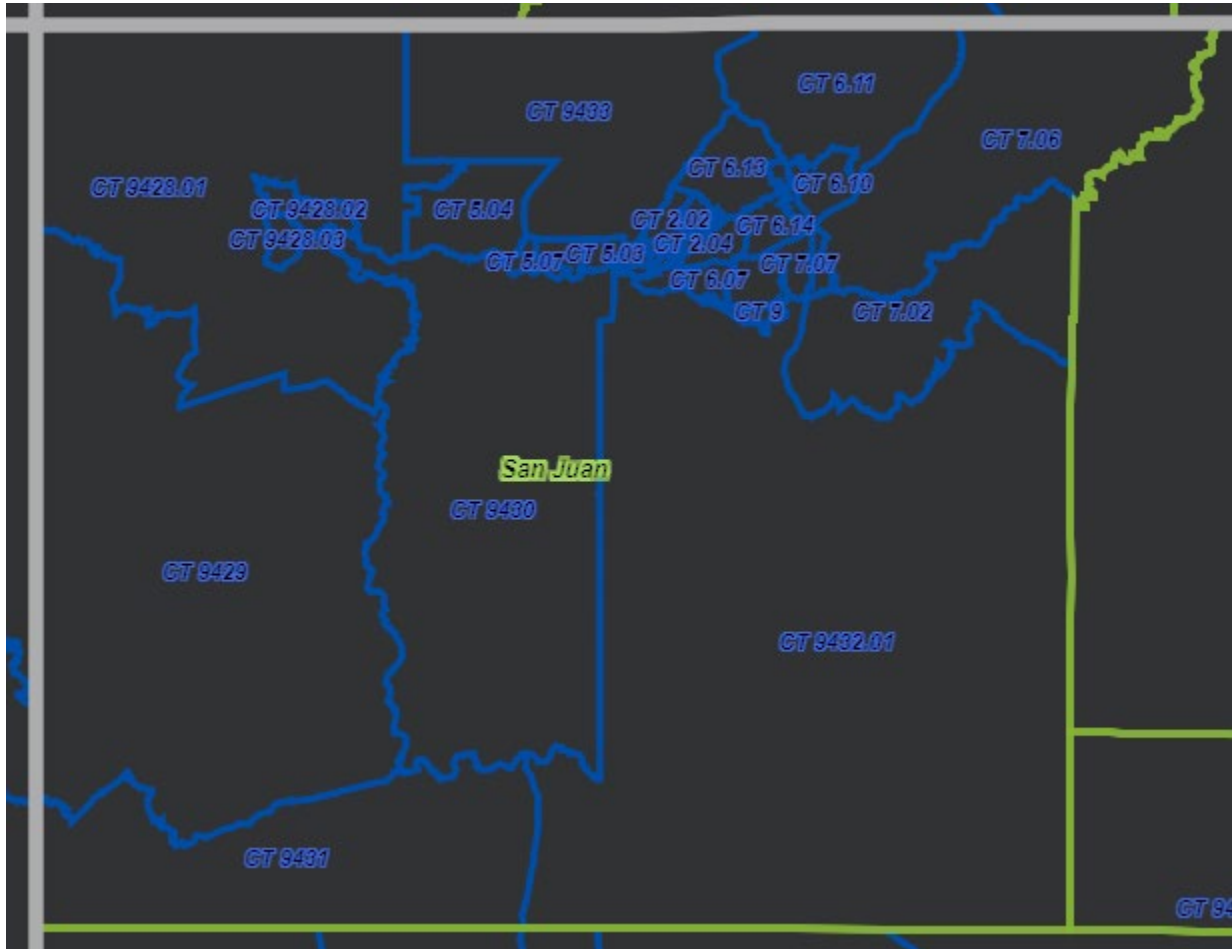 CT 6.11
CT 9433
CT 7.06
CT 6.13
CT 9428.01
CT 6.10
CT 9428.02
CT 5.04
CT 2.02
CT 6.14
CT 9428.03
CT 2.04
CT 5.07
CT 5.03
CT 7.07
CT 6.07
CT 9
CT 7.02
San Juan
CT 9430
CT 9429
CT 9432.01
CT 9431
CT 94